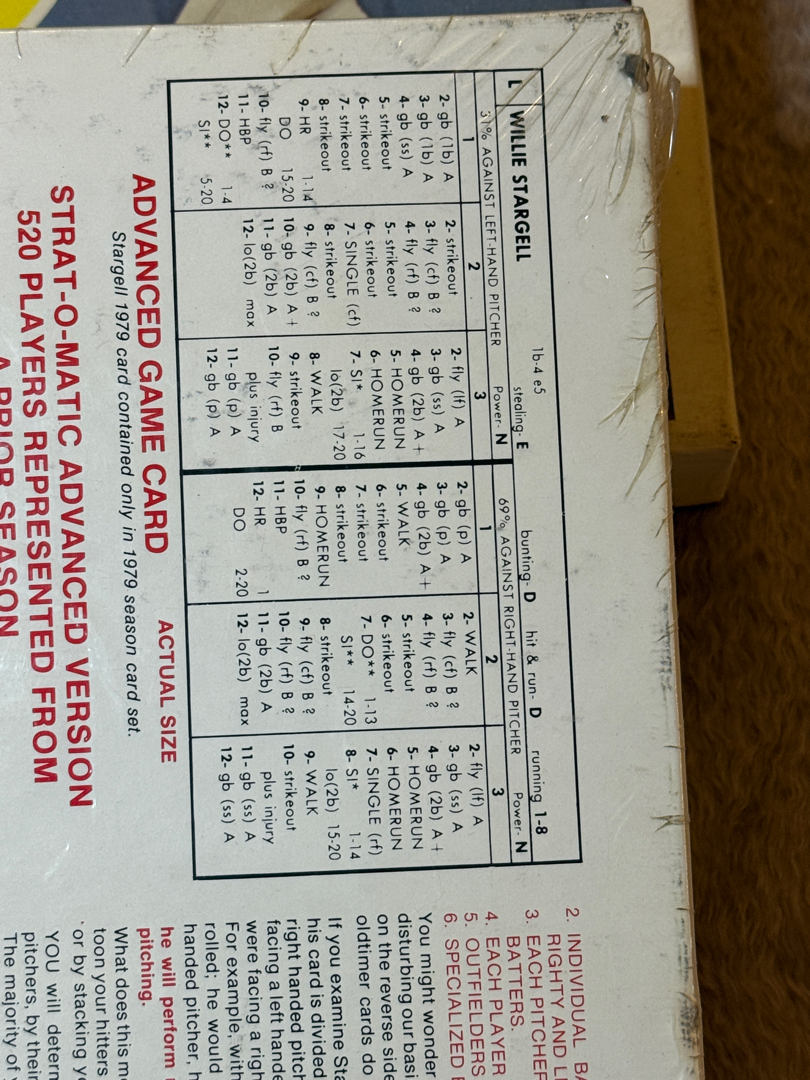 L WILLIE STARGELL
1b-4 e5
stealing- E bunting- D hit & run- D running 1-8
31% AGAINST LEFT-HAND PITCHER Power- N
69% AGAINST RIGHT-HAND PITCHER Power- N
1
2- gb (1b) A
3- gb (1b) A
4- gb (ss) A
5- strikeout
6- strikeout
7- strikeout
8- strikeout
9- HR 1-14
DO 15-20
10- fly (rf) B ?
11- HBP
12- DO** 1-4
SI** 5-20
2
2- strikeout
3- fly (cf) B ?
4- fly (rf) B ?
5- strikeout
6- strikeout
7- SINGLE (cf)
8- strikeout
9- fly (cf) B ?
10- gb (2b) A +
11- gb (2b) A
12- lo(2b) max
3
2- fly (lf) A
3- gb (ss) A
4- gb (2b) A +
5- HOMERUN
6- HOMERUN
7- SI* 1-16
lo(2b) 17-20
8- WALK
9- strikeout
10- fly (rf) B
plus injury
11- gb (p) A
12- gb (p) A
1
2- gb (p) A
3- gb (p) A
4- gb (2b) A +
5- WALK
6- strikeout
7- strikeout
8- strikeout
9- HOMERUN
10- fly (rf) B ?
11- HBP
12- HR 1
DO 2-20
2
2- WALK
3- fly (cf) B ?
4- fly (rf) B ?
5- strikeout
6- strikeout
7- DO** 1-13
SI** 14-20
8- strikeout
9- fly (cf) B ?
10- fly (rf) B ?
11- gb (2b) A
12- lo(2b) max
3
2- fly (lf) A
3- gb (ss) A
4- gb (2b) A +
5- HOMERUN
6- HOMERUN
7- SINGLE (rf)
8- SI* 1-14
lo(2b) 15-20
9- WALK
10- strikeout
plus injury
11- gb (ss) A
12- gb (ss) A
ADVANCED GAME CARD ACTUAL SIZE
Stargell 1979 card contained only in 1979 season card set.
STRAT-O-MATIC ADVANCED VERSION
520 PLAYERS REPRESENTED FROM
A PRIOR SEASON
2. INDIVIDUAL
RIGHTY AND
3. EACH PITCHER
BATTERS.
4. EACH PLAYER
5. OUTFIELDERS
6. SPECIALIZED
You might wonder
disturbing our
on the reverse side
oldtimer cards do
If you examine
his card is divided
right handed
facing a left
were facing a
For example, with
rolled; he would
handed pitcher,
he will perform
pitching.
What does this
your hitters
or by stacking
YOU will
pitchers, by their
The majority of